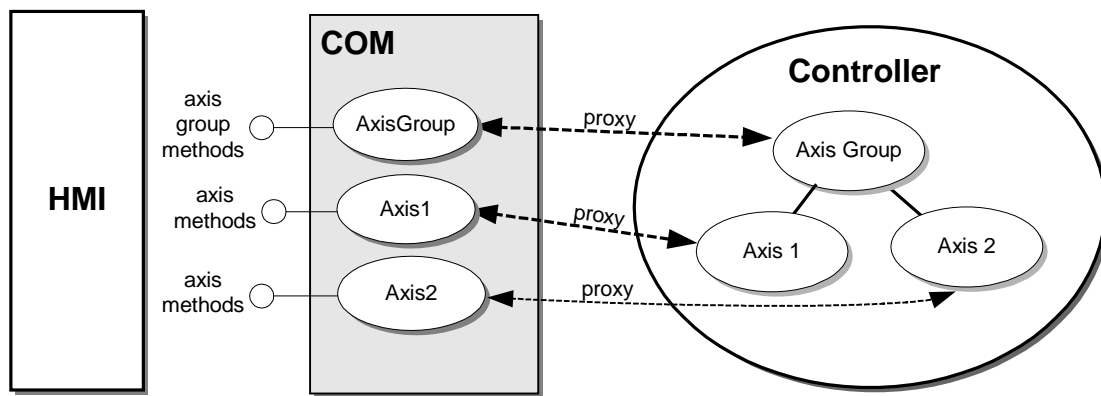 HMI
COM
axis
group
methods
AxisGroup
axis
methods
Axis1
axis
methods
Axis2
proxy
proxy
proxy
Controller
Axis Group
Axis 1
Axis 2